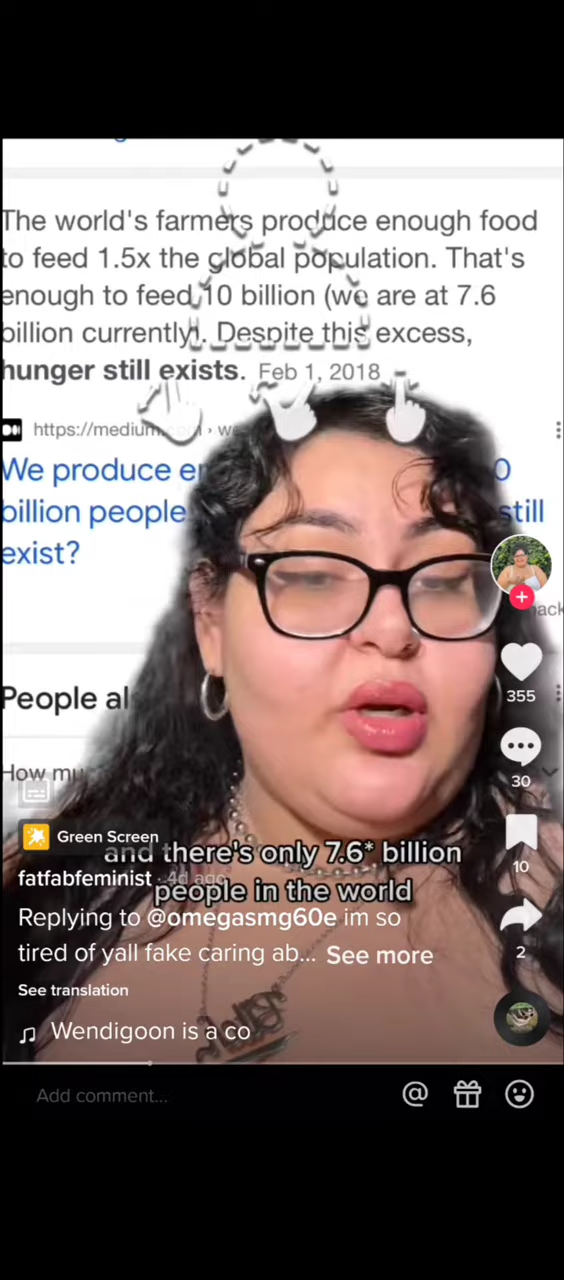 The world's farmers produce enough food
to feed 1.5x the global population. That's
enough to feed 10 billion (we are at 7.6
billion currently). Despite this excess,
hunger still exists. Feb 1, 2018
https://medium. › w
We produce e 0
billion people still
exist?
People al
How mu
355
30
Green Screen
and there's only 7.6* billion
people in the world
10
fatfabfeminist · 4d ago
Replying to @omegasmg60e im so
tired of yall fake caring ab... See more
2
See translation
Wendigoon is a co
Add comment...